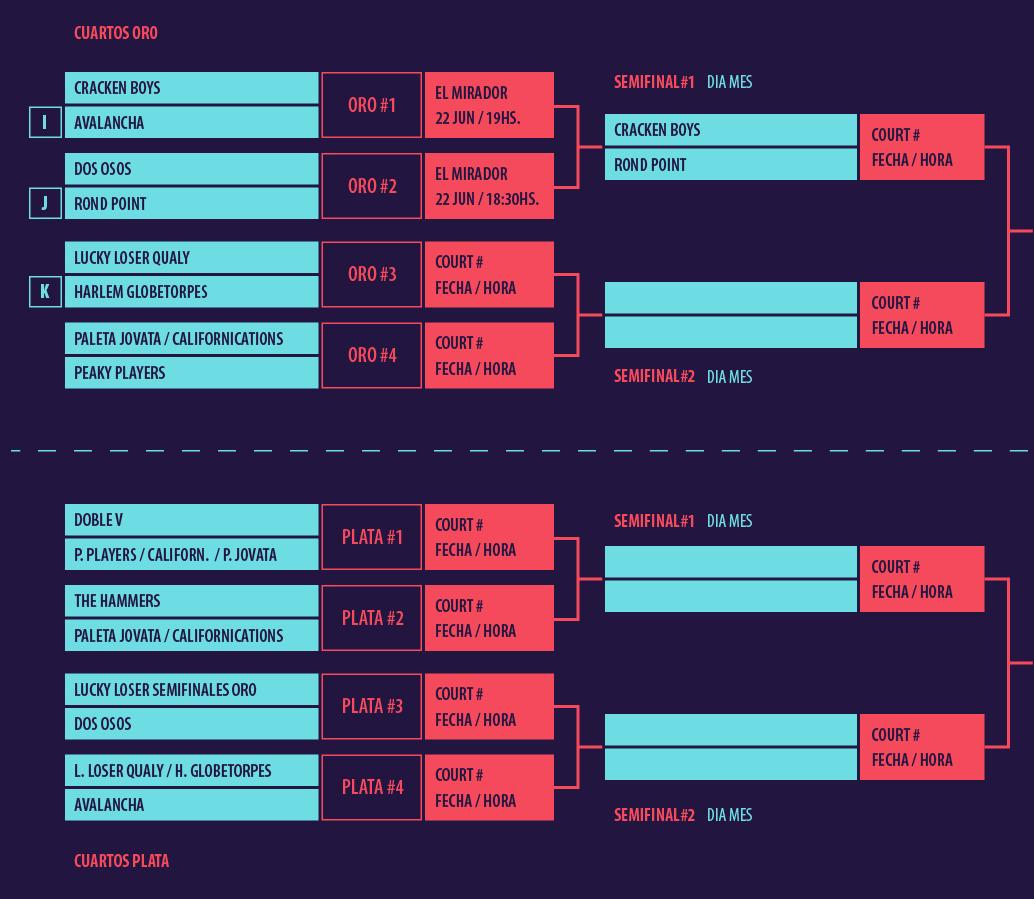 CUARTOS ORO
CRACKEN BOYS
I
AVALANCHA
ORO #1
EL MIRADOR
22 JUN / 19HS.
DOS OSOS
J
ROND POINT
ORO #2
EL MIRADOR
22 JUN / 18:30HS.
LUCKY LOSER QUALY
K
HARLEM GLOBETORPES
ORO #3
COURT #
FECHA / HORA
PALETA JOVATA / CALIFORNICATIONS
PEAKY PLAYERS
ORO #4
COURT #
FECHA / HORA
SEMIFINAL#1 DIA MES
CRACKEN BOYS
ROND POINT
COURT #
FECHA / HORA
COURT #
FECHA / HORA
SEMIFINAL#2 DIA MES
DOBLE V
P. PLAYERS / CALIFORN. / P. JOVATA
PLATA #1
COURT #
FECHA / HORA
THE HAMMERS
PALETA JOVATA / CALIFORNICATIONS
PLATA #2
COURT #
FECHA / HORA
LUCKY LOSER SEMIFINALES ORO
DOS OSOS
PLATA #3
COURT #
FECHA / HORA
L. LOSER QUALY / H. GLOBETORPES
AVALANCHA
PLATA #4
COURT #
FECHA / HORA
SEMIFINAL#1 DIA MES
COURT #
FECHA / HORA
COURT #
FECHA / HORA
SEMIFINAL#2 DIA MES
CUARTOS PLATA